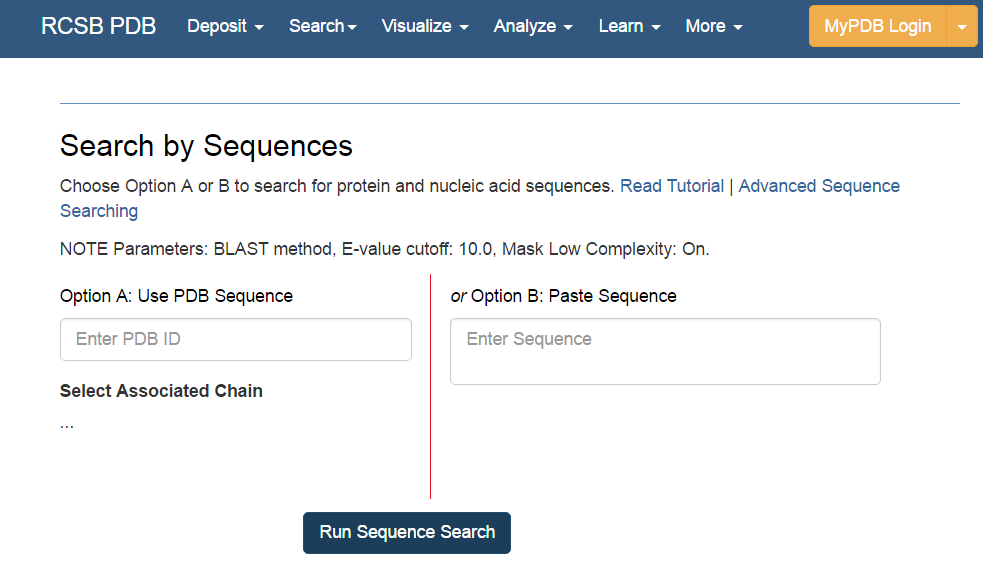 RCSB PDB Deposit Search Visualize Analyze Learn More MyPDB Login
Search by Sequences
Choose Option A or B to search for protein and nucleic acid sequences. Read Tutorial | Advanced Sequence
Searching
NOTE Parameters: BLAST method, E-value cutoff: 10.0, Mask Low Complexity: On.
Option A: Use PDB Sequence
Enter PDB ID
Select Associated Chain
...
or Option B: Paste Sequence
Enter Sequence
Run Sequence Search